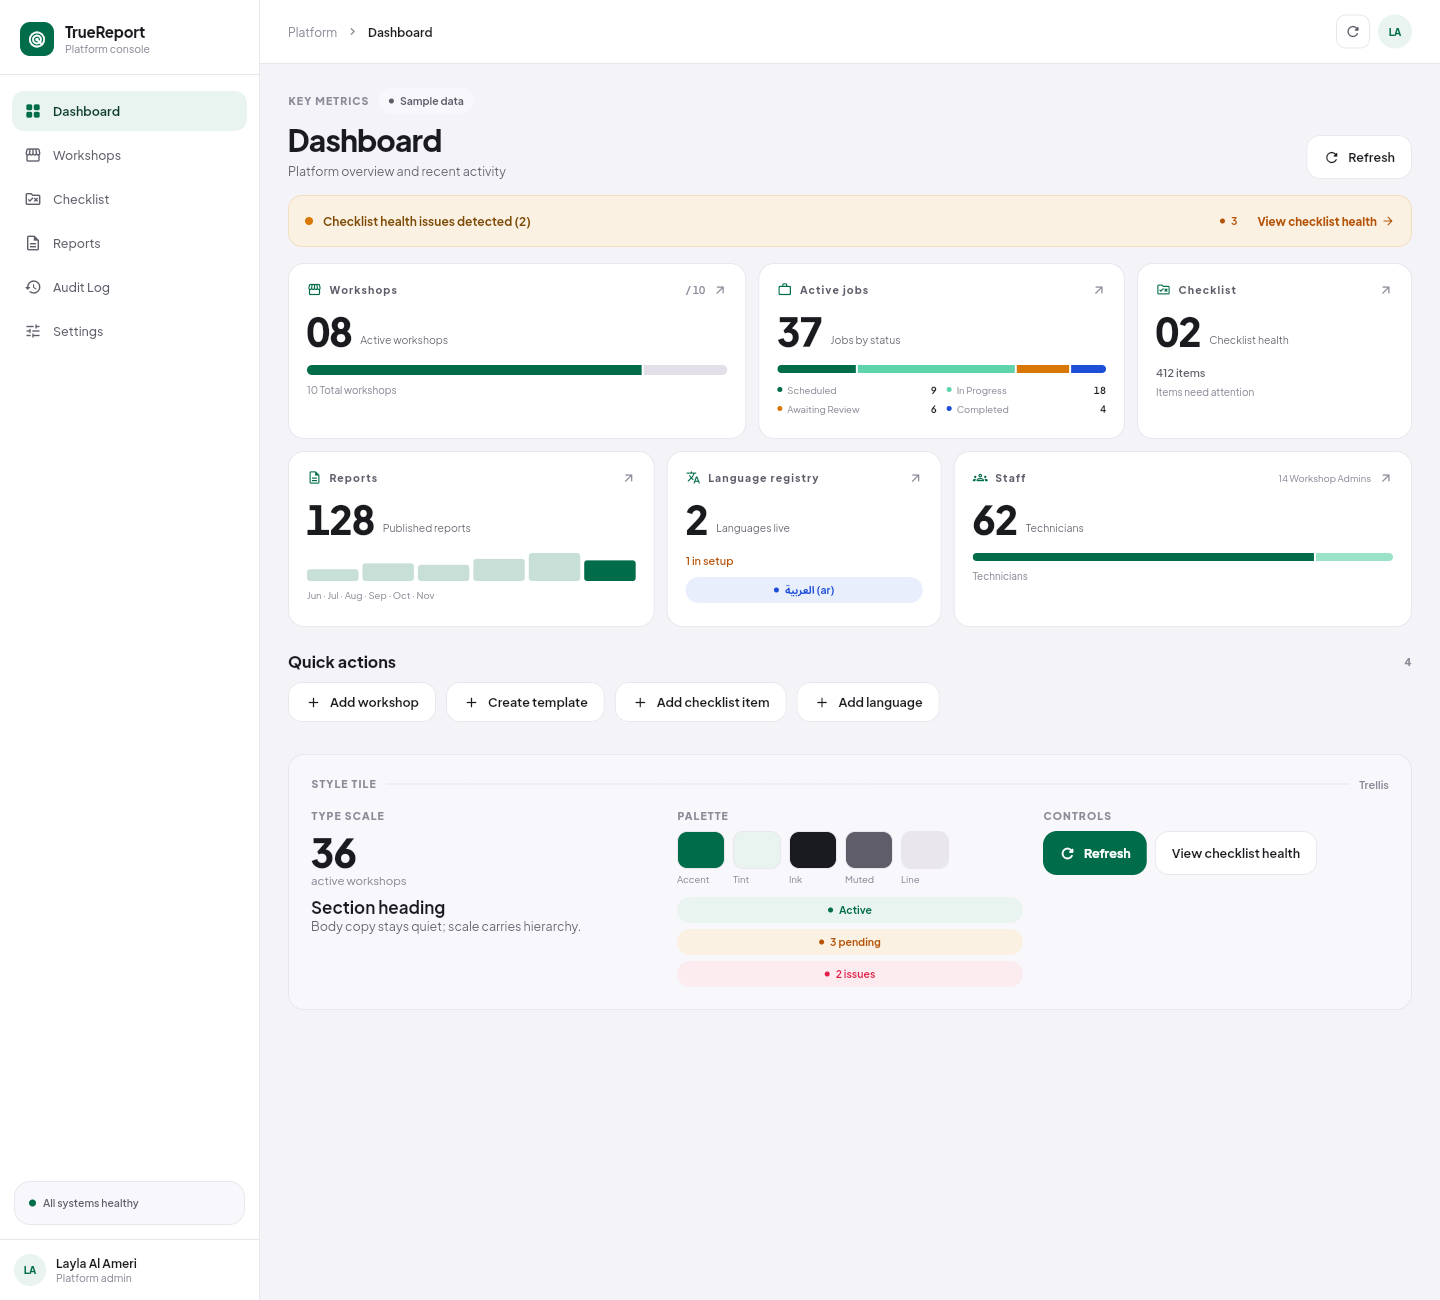 TrueReport
Platform console
Dashboard
Workshops
Checklist
Reports
Audit Log
Settings
All systems healthy
LA
Layla Al Ameri
Platform admin
Platform > Dashboard
LA
KEY METRICS
Sample data
Dashboard
Platform overview and recent activity
Refresh
Checklist health issues detected (2)
3
View checklist health →
Workshops
/ 10
08 Active workshops
10 Total workshops
Active jobs
37 Jobs by status
Scheduled 9
In Progress 18
Awaiting Review 6
Completed 4
Checklist
02 Checklist health
412 items
Items need attention
Reports
128 Published reports
Jun · Jul · Aug · Sep · Oct · Nov
Language registry
2 Languages live
1 in setup
العربية (ar)
Staff
14 Workshop Admins
62 Technicians
Technicians
Quick actions
4
+ Add workshop
+ Create template
+ Add checklist item
+ Add language
STYLE TILE
Trellis
TYPE SCALE
36
active workshops
Section heading
Body copy stays quiet; scale carries hierarchy.
PALETTE
Accent
Tint
Ink
Muted
Line
Active
3 pending
2 issues
CONTROLS
Refresh
View checklist health